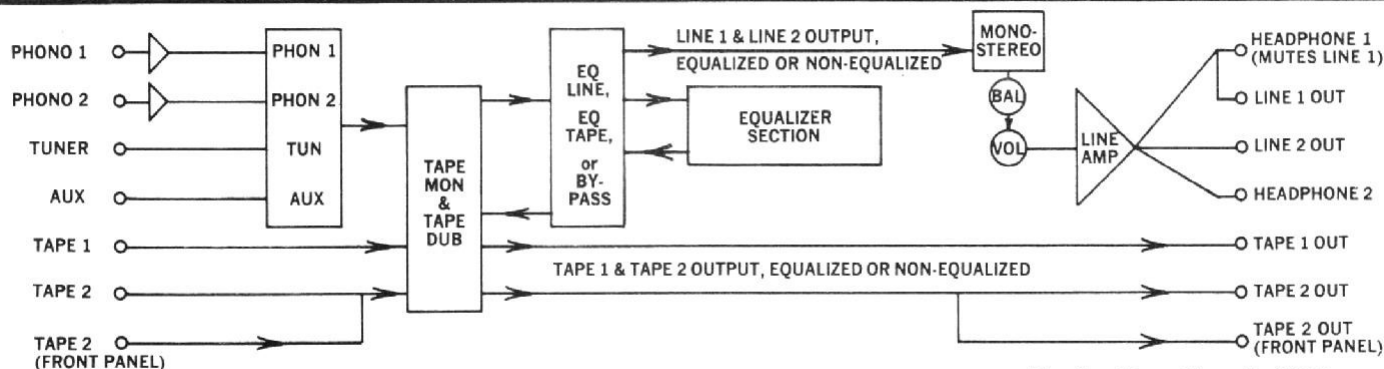 PHONO 1
PHONO 2
TUNER
AUX
TAPE 1
TAPE 2
TAPE 2
(FRONT PANEL)
PHON 1
PHON 2
TUN
AUX
TAPE
MON
&
TAPE
DUB
EQ
LINE,
EQ
TAPE,
or
BY-
PASS
LINE 1 & LINE 2 OUTPUT,
EQUALIZED OR NON-EQUALIZED
EQUALIZER
SECTION
MONO-
STEREO
BAL
VOL
LINE
AMP
TAPE 1 & TAPE 2 OUTPUT, EQUALIZED OR NON-EQUALIZED
HEADPHONE 1
(MUTES LINE 1)
LINE 1 OUT
LINE 2 OUT
HEADPHONE 2
TAPE 1 OUT
TAPE 2 OUT
TAPE 2 OUT
(FRONT PANEL)